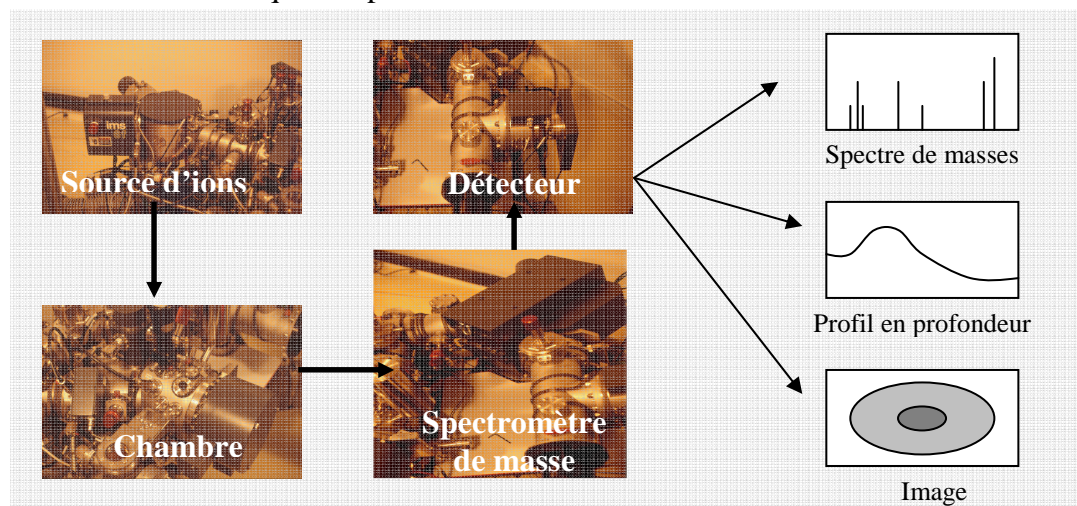 Source d'ions
Détecteur
Spectre de masses
Profil en profondeur
Chambre
Spectromètre
de masse
Image